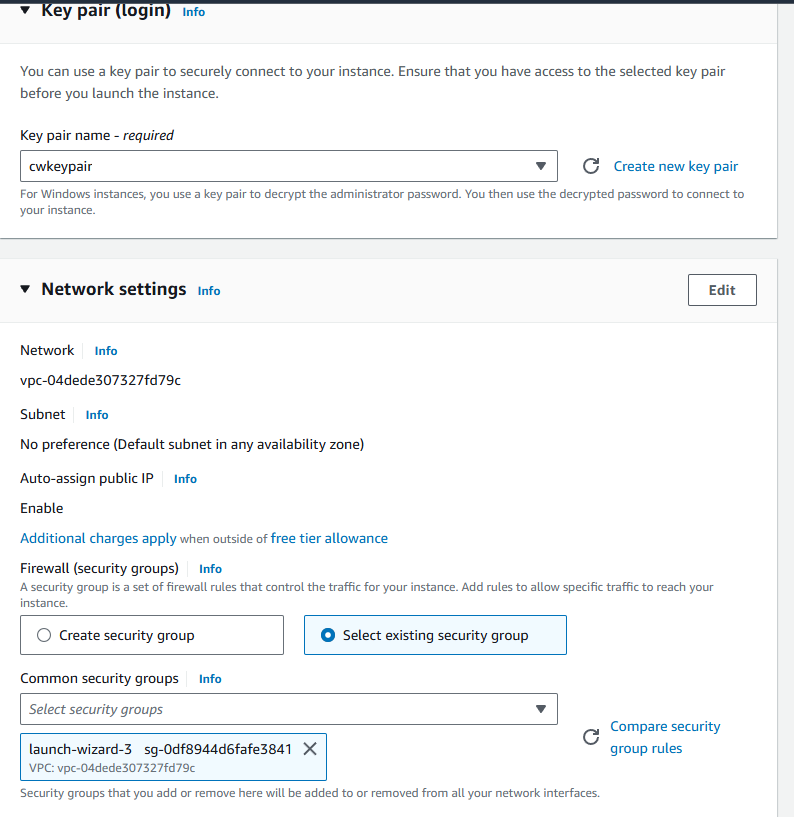 Key pair (login) Info
You can use a key pair to securely connect to your instance. Ensure that you have access to the selected key pair
before you launch the instance.
Key pair name - required
cwkeypair
Create new key pair
For Windows instances, you use a key pair to decrypt the administrator password. You then use the decrypted password to connect to
your instance.
Network settings Info
Edit
Network Info
vpc-04dede307327fd79c
Subnet Info
No preference (Default subnet in any availability zone)
Auto-assign public IP Info
Enable
Additional charges apply when outside of free tier allowance
Firewall (security groups) Info
A security group is a set of firewall rules that control the traffic for your instance. Add rules to allow specific traffic to reach your
instance.
Create security group
Select existing security group
Common security groups Info
Select security groups
Compare security
group rules
launch-wizard-3 sg-0df8944d6fafe3841
VPC: vpc-04dede307327fd79c
Security groups that you add or remove here will be added to or removed from all your network interfaces.